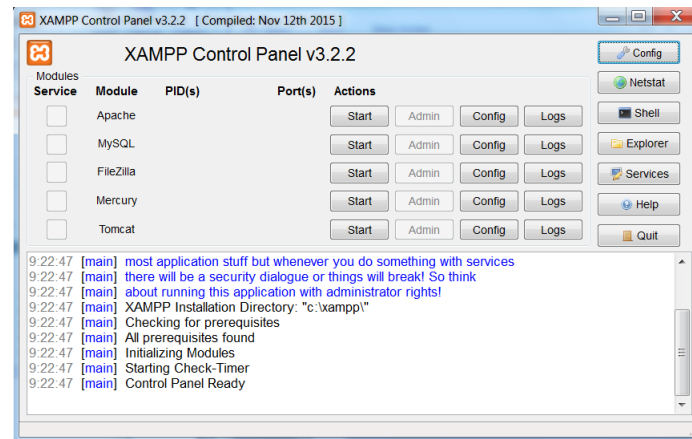 XAMPP Control Panel v3.2.2 [ Compiled: Nov 12th 2015 ]
XAMPP Control Panel v3.2.2
Config
Modules
Service Module PID(s) Port(s) Actions
Netstat
Apache Start Admin Config Logs
Shell
MySQL Start Admin Config Logs
Explorer
FileZilla Start Admin Config Logs
Services
Mercury Start Admin Config Logs
Help
Tomcat Start Admin Config Logs
Quit
9:22:47 [main] most application stuff but whenever you do something with services
9:22:47 [main] there will be a security dialogue or things will break! So think
9:22:47 [main] about running this application with administrator rights!
9:22:47 [main] XAMPP Installation Directory: "c:\xampp\"
9:22:47 [main] Checking for prerequisites
9:22:47 [main] All prerequisites found
9:22:47 [main] Initializing Modules
9:22:47 [main] Starting Check-Timer
9:22:47 [main] Control Panel Ready